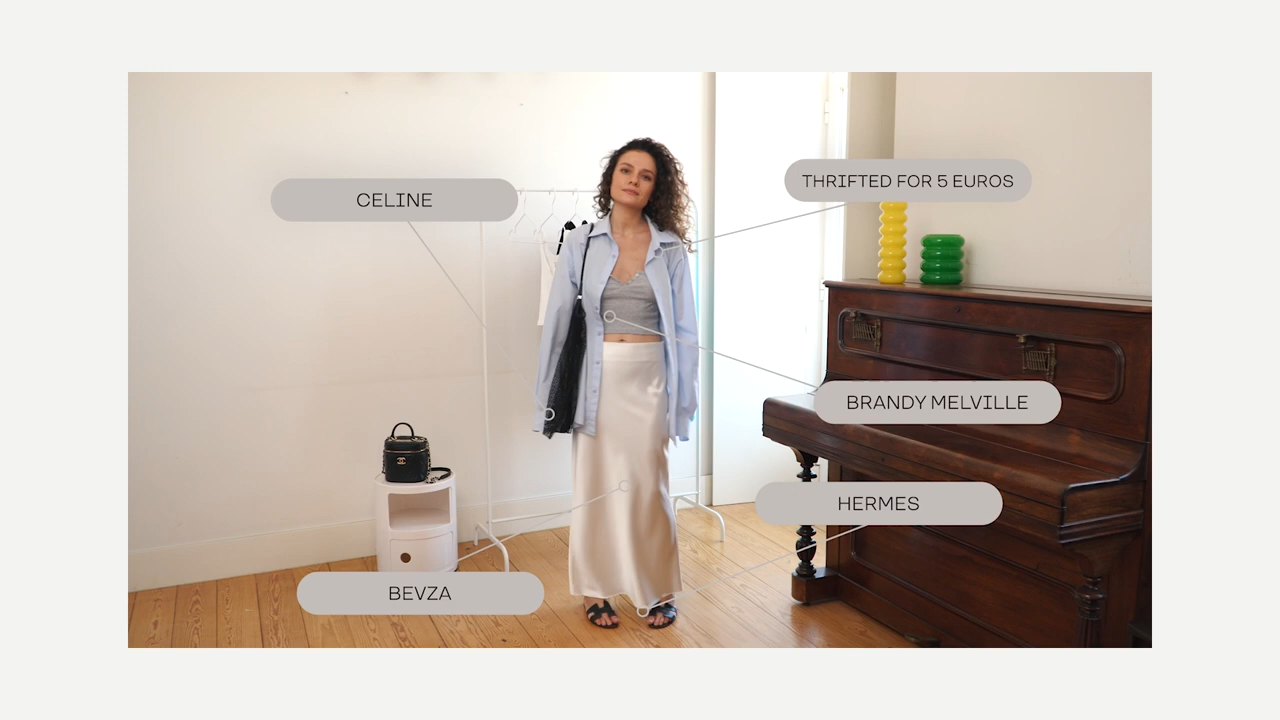 CELINE
THRIFTED FOR 5 EUROS
BRANDY MELVILLE
HERMES
BEVZA